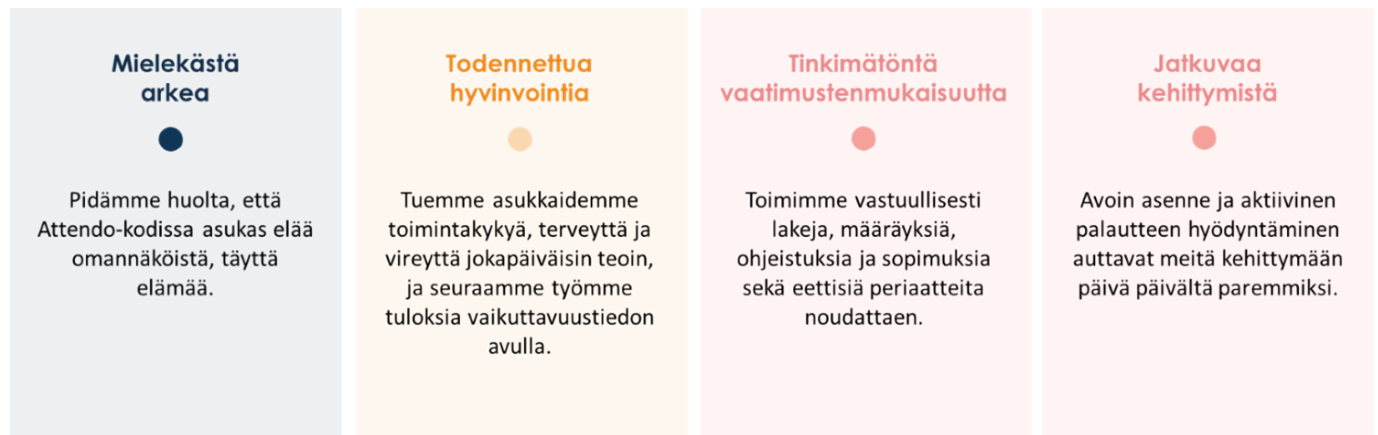 Mielekästä
arkea
Pidämme huolta, että
Attendo-kodissa asukas elää
omannäköistä, täyttä
elämää.
Todennettua
hyvinvointia
Tuemme asukkaidemme
toimintakykyä, terveyttä ja
vireyttä jokapäiväisin teoin,
ja seuraamme työmme
tuloksia vaikuttavuustiedon
avulla.
Tinkimätöntä
vaatimustenmukaisuutta
Toimimme vastuullisesti
lakeja, määräyksiä,
ohjeistuksia ja sopimuksia
sekä eettisiä periaatteita
noudattaen.
Jatkuvaa
kehittymistä
Avoin asenne ja aktiivinen
palautteen hyödyntäminen
auttavat meitä kehittymään
päivä päivältä paremmiksi.